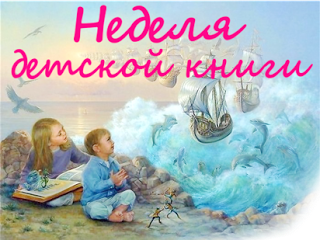 Неделя
детской книги